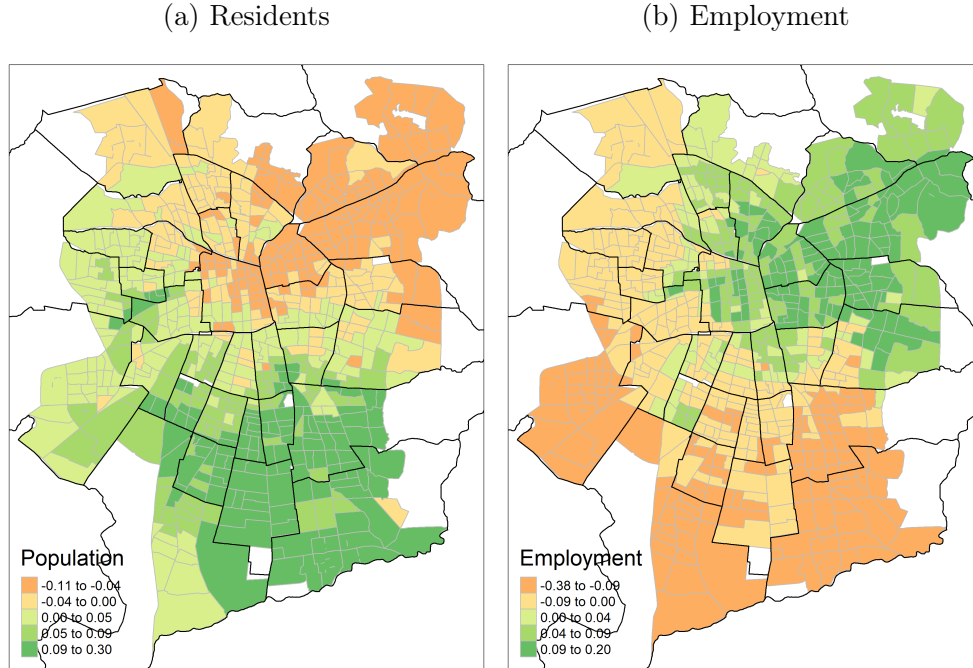 (a) Residents
(b) Employment
Population
-0.11 to -0.04
-0.04 to 0.00
0.00 to 0.05
0.05 to 0.09
0.09 to 0.30
Employment
-0.38 to -0.09
-0.09 to 0.00
0.00 to 0.04
0.04 to 0.09
0.09 to 0.20